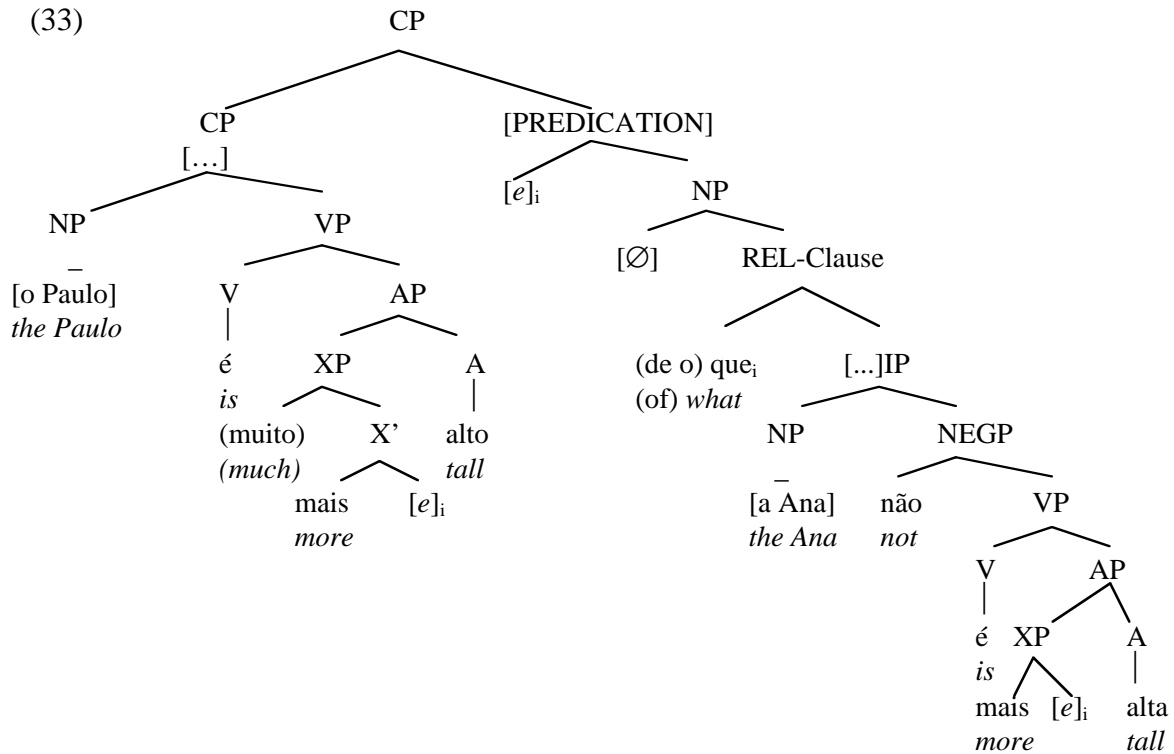 (33) CP
CP [PREDICATION]
[…]
[e]i NP
NP VP
[∅] REL-Clause
_
[o Paulo] V AP
the Paulo
é XP A (de o) que i [...]IP
is (of) what
(muito) X’ alto NP NEGP
(much) tall
_
mais [e]i [a Ana] não VP
more the Ana not
V AP
é XP A
is
mais [e]i alta
more tall